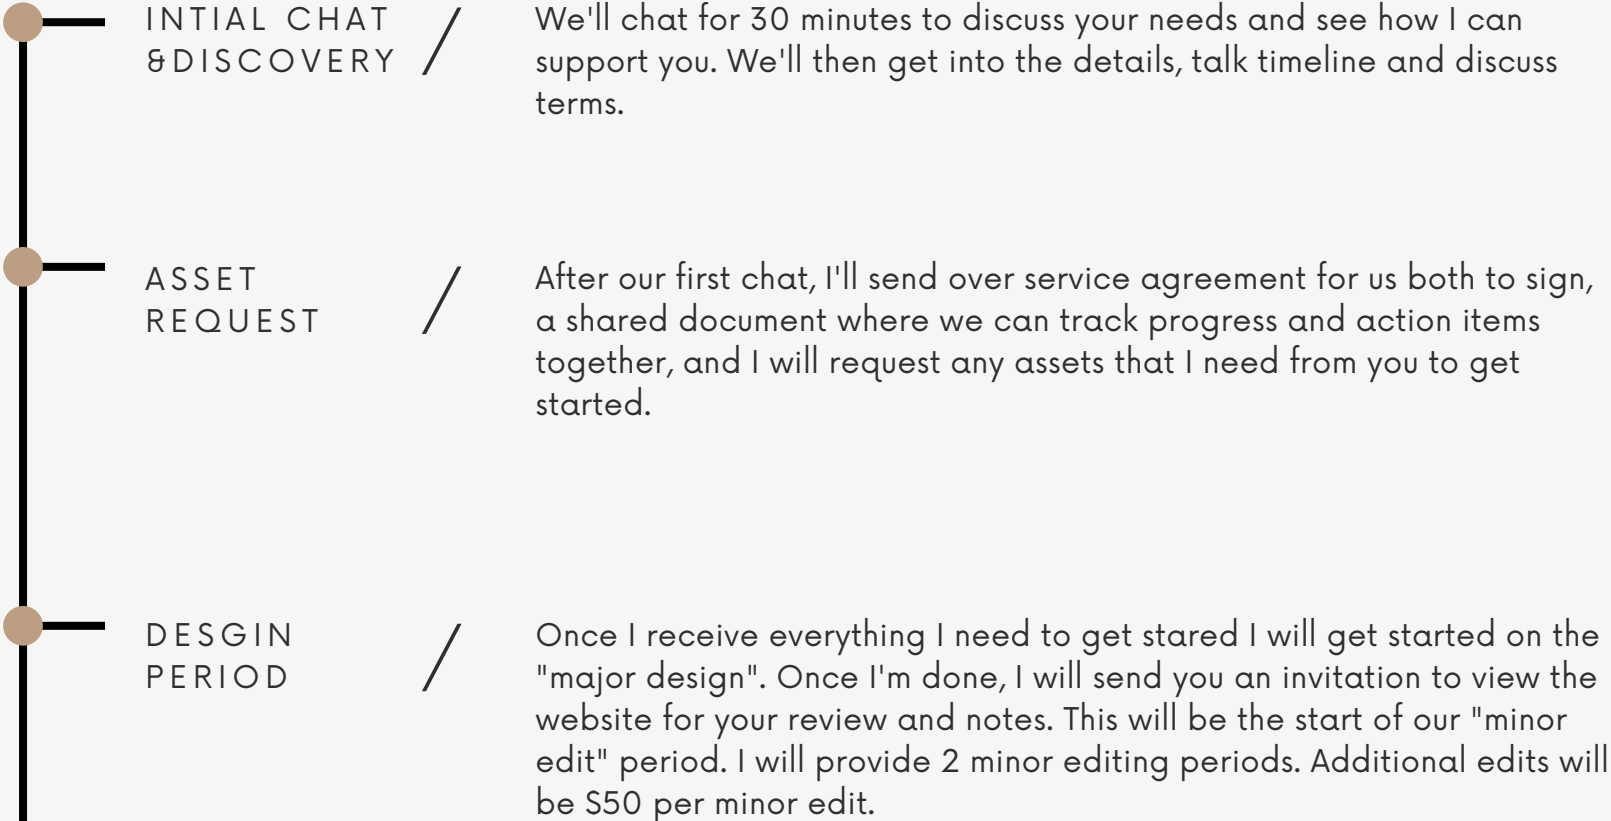 INTIAL CHAT
&DISCOVERY /
We'll chat for 30 minutes to discuss your needs and see how I can
support you. We'll then get into the details, talk timeline and discuss
terms.
ASSET
REQUEST /
After our first chat, I'll send over service agreement for us both to sign,
a shared document where we can track progress and action items
together, and I will request any assets that I need from you to get
started.
DESGIN
PERIOD /
Once I receive everything I need to get stared I will get started on the
"major design". Once I'm done, I will send you an invitation to view the
website for your review and notes. This will be the start of our "minor
edit" period. I will provide 2 minor editing periods. Additional edits will
be S50 per minor edit.